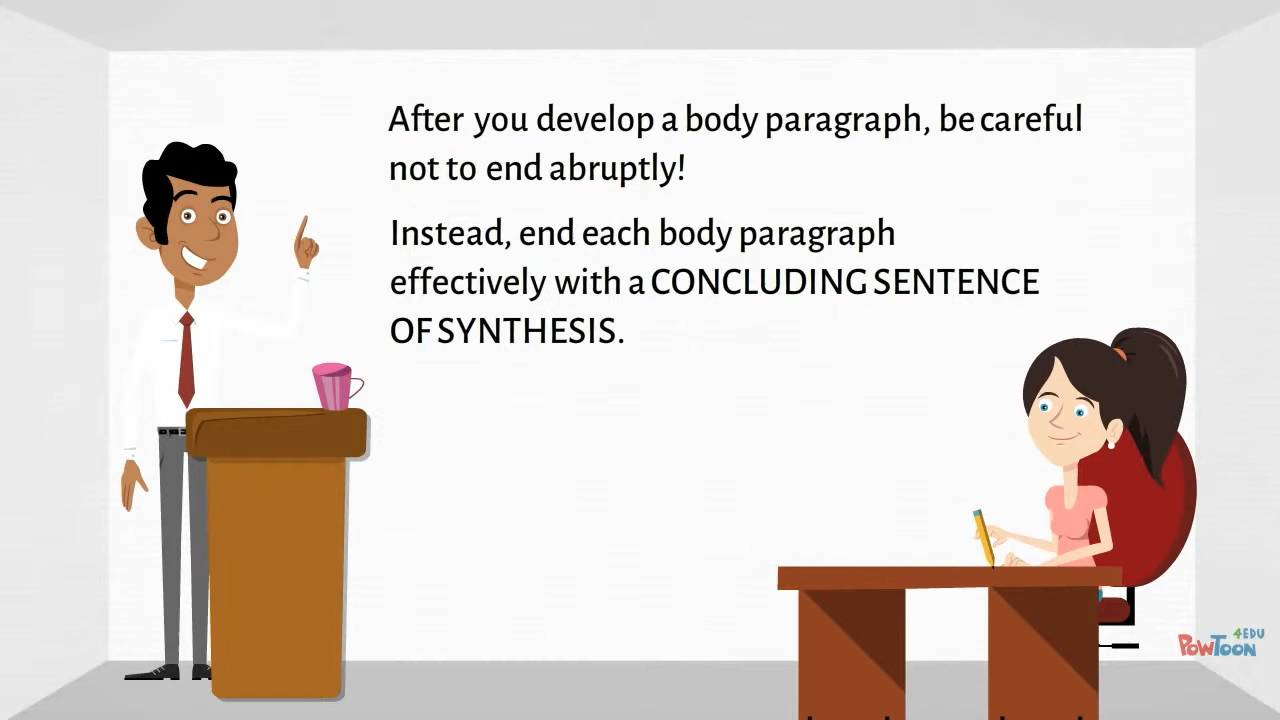 After you develop a body paragraph, be careful
not to end abruptly!
Instead, end each body paragraph
effectively with a CONCLUDING SENTENCE
OF SYNTHESIS.
4EDU
POWTOON